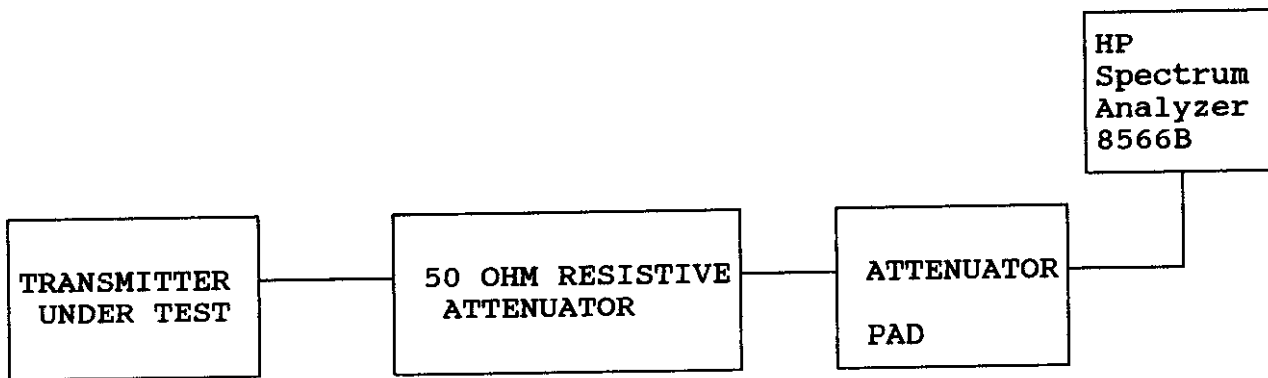 HP
Spectrum
Analyzer
8566B
TRANSMITTER
UNDER TEST
50 OHM RESISTIVE
ATTENUATOR
ATTENUATOR
PAD